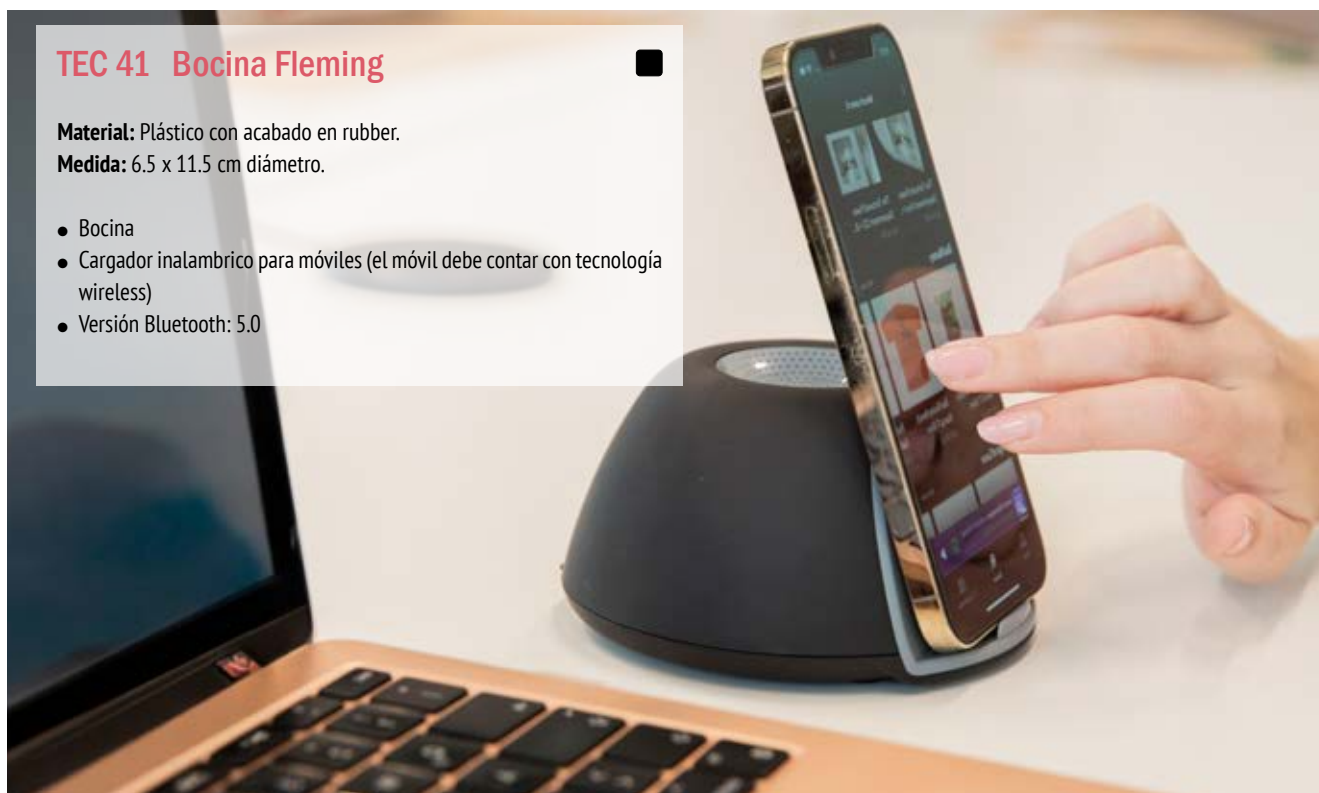 TEC 41 Bocina Fleming
Material: Plástico con acabado en rubber.
Medida: 6.5 x 11.5 cm diámetro.
● Bocina
● Cargador inalambrico para móviles (el móvil debe contar con tecnología
wireless)
● Versión Bluetooth: 5.0